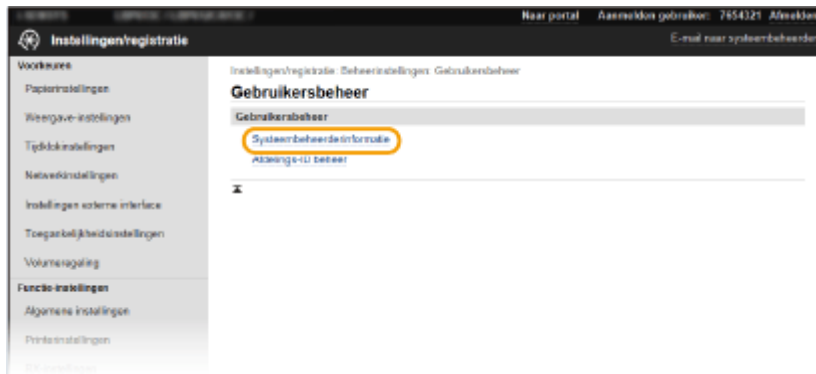 Naar portal Aanmelden gebruiker: 7654321 Afmelden
Instellingen/registratie
E-mail naar systeembeheerder
Voorkeuren
Papierinstellingen
Weergave-instellingen
Tijdklokinstellingen
Netwerkinstellingen
Instellingen externe interface
Toegankelijkheidsinstellingen
Volumeregeling
Functie-instellingen
Algemene instellingen
Printerinstellingen
Instellingen/registratie: Beheerinstellingen: Gebruikersbeheer
Gebruikersbeheer
Gebruikersbeheer
Systeembeheerderinformatie
Afdelings-ID beheer